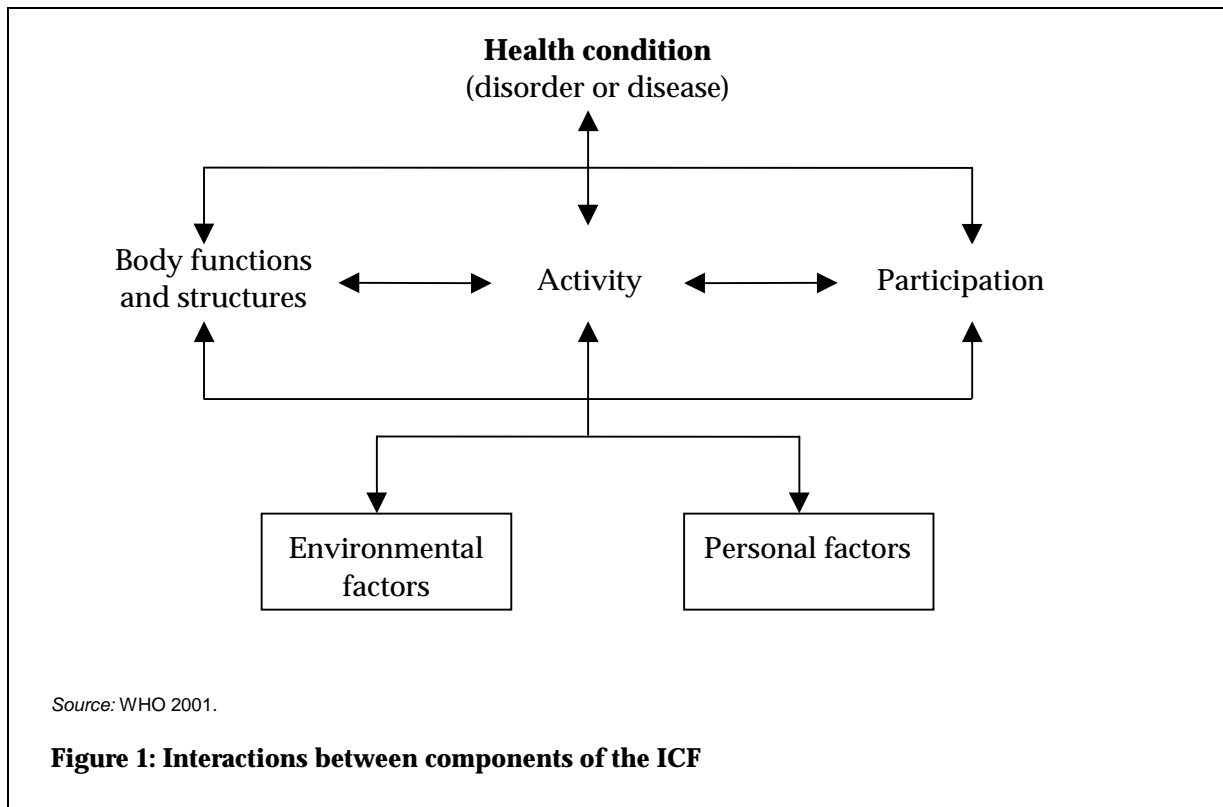 Health condition
(disorder or disease)
Body functions
and structures
Activity
Participation
Environmental
factors
Personal factors
Source: WHO 2001.
Figure 1: Interactions between components of the ICF